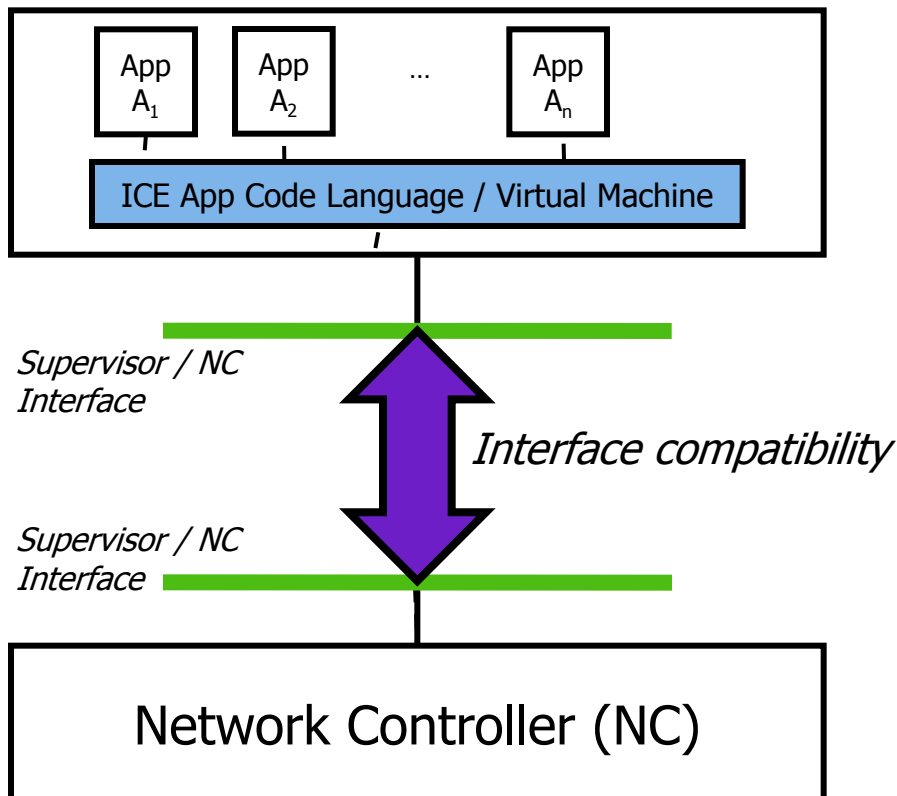 App
A₁
App
A₂
...
App
Aₙ
ICE App Code Language / Virtual Machine
Supervisor / NC
Interface
Interface compatibility
Supervisor / NC
Interface
Network Controller (NC)